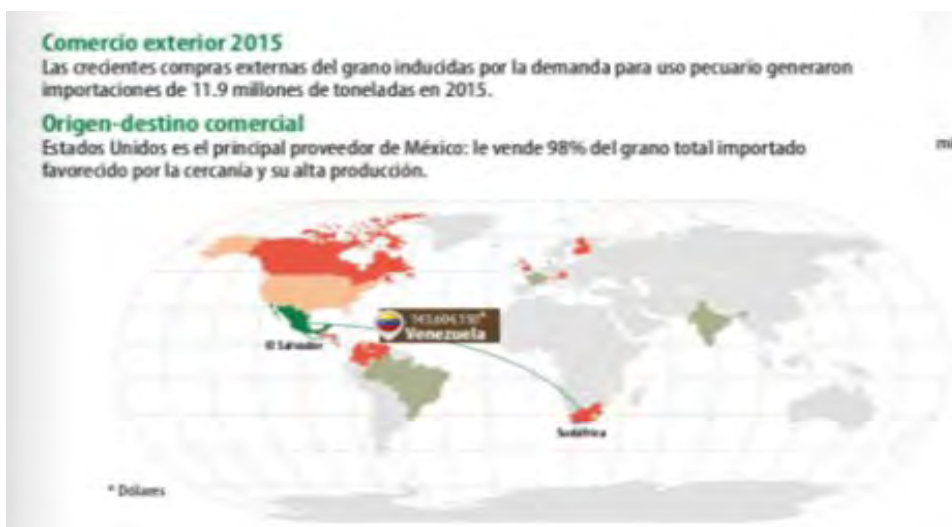 Comercio exterior 2015
Las crecientes compras externas del grano inducidas por la demanda para uso pecuario generaron
importaciones de 11.9 millones de toneladas en 2015.
Origen-destino comercial
Estados Unidos es el principal proveedor de México: le vende 98% del grano total importado
favorecido por la cercanía y su alta producción.
Venezuela
El Salvador
Sudáfrica
* Dólares